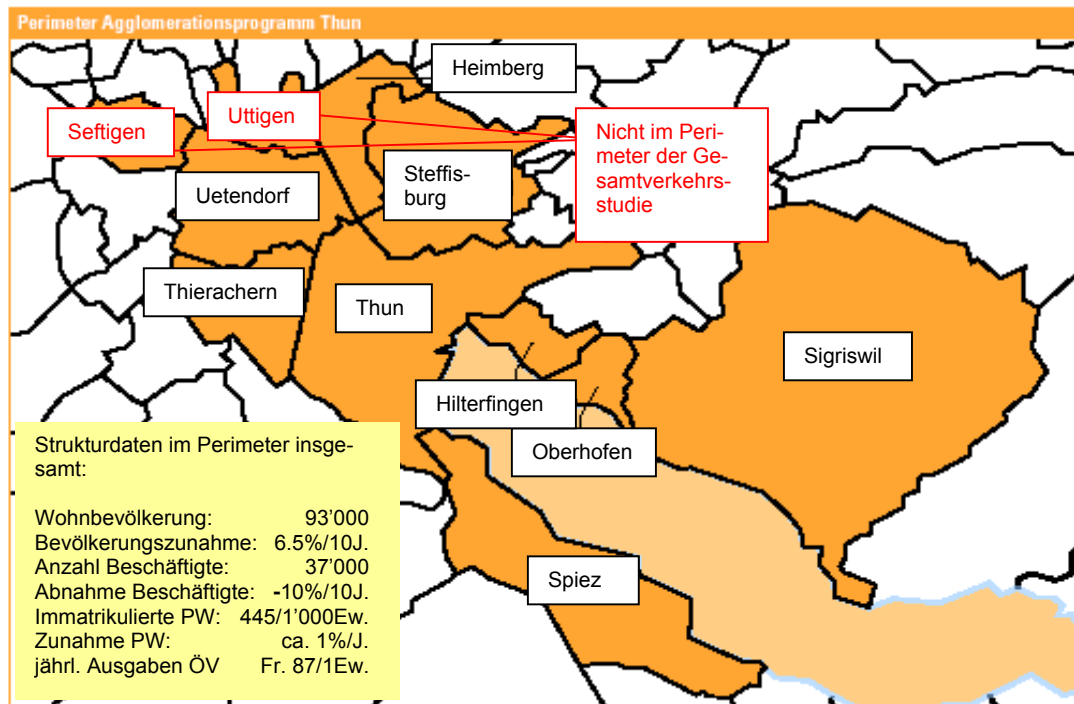 Perimeter Agglomerationsprogramm Thun
Heimberg
Uttigen
Seftigen
Nicht im Peri-
meter der Ge-
samtverkehrs-
studie
Steffis-
burg
Uetendorf
Thierachern
Thun
Sigriswil
Hilterfingen
Oberhofen
Spiez
Strukturdaten im Perimeter insge-
samt:
Wohnbevölkerung: 93’000
Bevölkerungszunahme: 6.5%/10J.
Anzahl Beschäftigte: 37’000
Abnahme Beschäftigte: -10%/10J.
Immatrikulierte PW: 445/1’000Ew.
Zunahme PW: ca. 1%/J.
jährl. Ausgaben ÖV Fr. 87/1Ew.